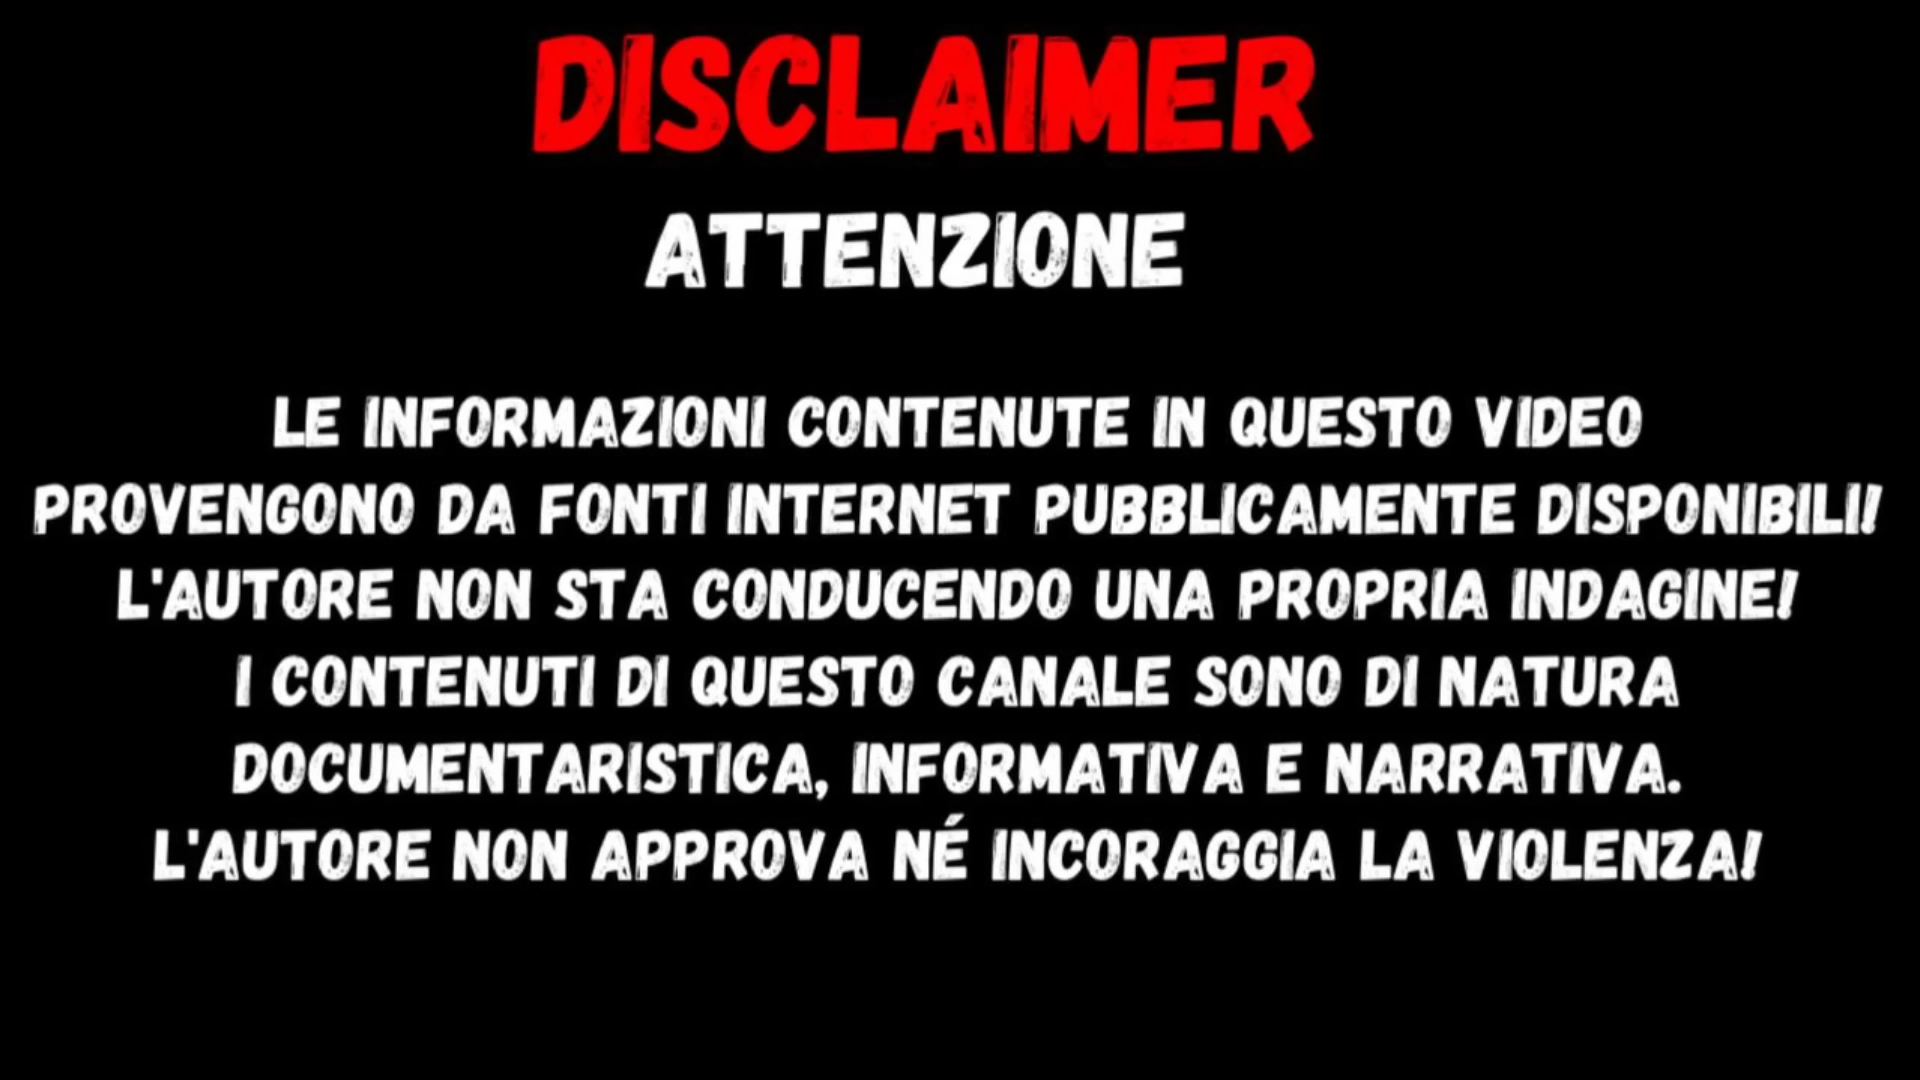 DISCLAIMER
ATTENZIONE
LE INFORMAZIONI CONTENUTE IN QUESTO VIDEO
PROVENGONO DA FONTI INTERNET PUBBLICAMENTE DISPONIBILI!
L'AUTORE NON STA CONDUCENDO UNA PROPRIA INDAGINE!
I CONTENUTI DI QUESTO CANALE SONO DI NATURA
DOCUMENTARISTICA, INFORMATIVA E NARRATIVA.
L'AUTORE NON APPROVA NÉ INCORAGGIA LA VIOLENZA!